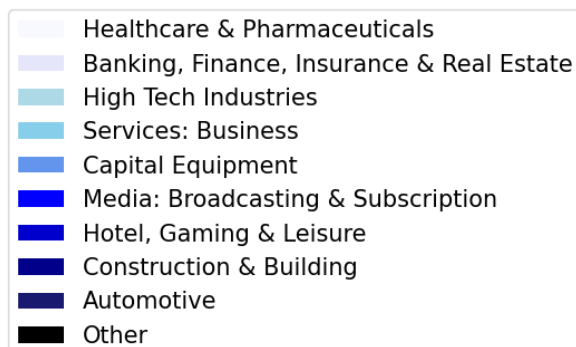 Healthcare & Pharmaceuticals
Banking, Finance, Insurance & Real Estate
High Tech Industries
Services: Business
Capital Equipment
Media: Broadcasting & Subscription
Hotel, Gaming & Leisure
Construction & Building
Automotive
Other